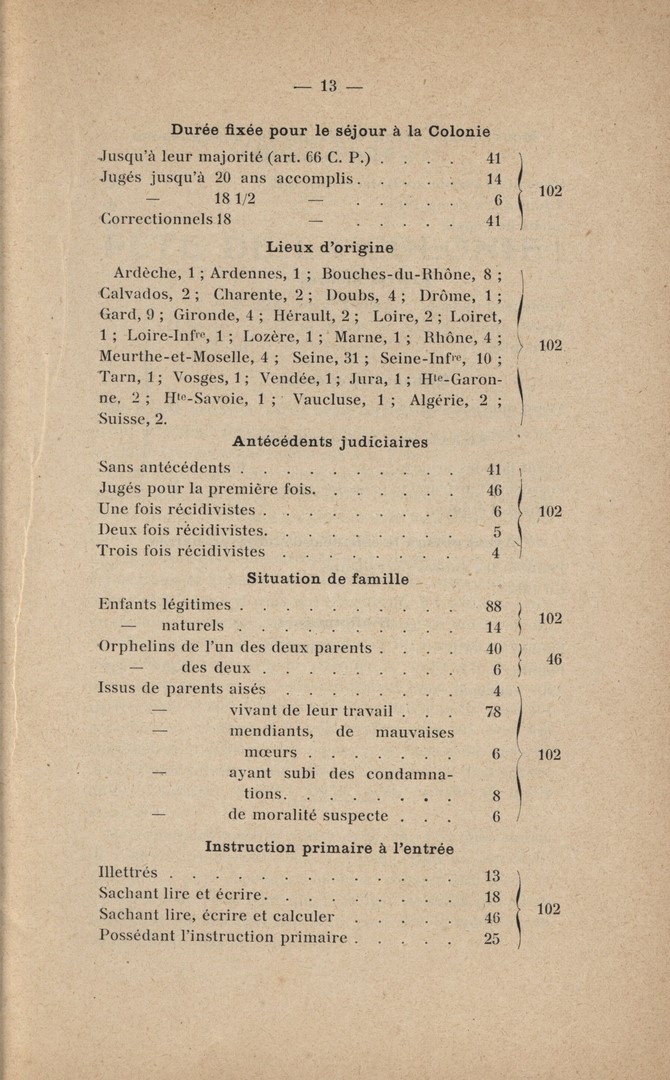 — 13 —
Durée fixée pour le séjour à la Colonie
Jusqu'à leur majorité (art. 66 C. P.) . . . . 41
Jugés jusqu'à 20 ans accomplis. . . . . . 14
— 18 1/2 — . . . . . 6
102
Correctionnels 18 — . . . . . 41
Lieux d'origine
Ardèche, 1 ; Ardennes, 1 ; Bouches-du-Rhône, 8 ;
Calvados, 2 ; Charente, 2 ; Doubs, 4 ; Drôme, 1 ;
Gard, 9 ; Gironde, 4 ; Hérault, 2 ; Loire, 2 ; Loiret,
1 ; Loire-Infre, 1 ; Lozère, 1 ; Marne, 1 ; Rhône, 4 ;
102
Meurthe-et-Moselle, 4 ; Seine, 31 ; Seine-Infre, 10 ;
Tarn, 1 ; Vosges, 1 ; Vendée, 1 ; Jura, 1 ; Hte-Garon-
ne, 2 ; Hte-Savoie, 1 ; Vaucluse, 1 ; Algérie, 2 ;
Suisse, 2.
Antécédents judiciaires
Sans antécédents . . . . . . . . . . 41
Jugés pour la première fois. . . . . . . 46
Une fois récidivistes . . . . . . . . . 6 102
Deux fois récidivistes. . . . . . . . . 5
Trois fois récidivistes . . . . . . . . 4
Situation de famille
Enfants légitimes . . . . . . . . . . 88
102
— naturels . . . . . . . . . . 14
Orphelins de l'un des deux parents . . . . 40
46
— des deux . . . . . . . . . 6
Issus de parents aisés . . . . . . . . 4
— vivant de leur travail . . . 78
— mendiants, de mauvaises
mœurs . . . . . . . 6 102
— ayant subi des condamna-
tions. . . . . . . . 8
— de moralité suspecte . . . 6
Instruction primaire à l'entrée
Illettrés . . . . . . . . . . . . . 13
Sachant lire et écrire. . . . . . . . . 18
102
Sachant lire, écrire et calculer . . . . . 46
Possédant l'instruction primaire . . . . . 25